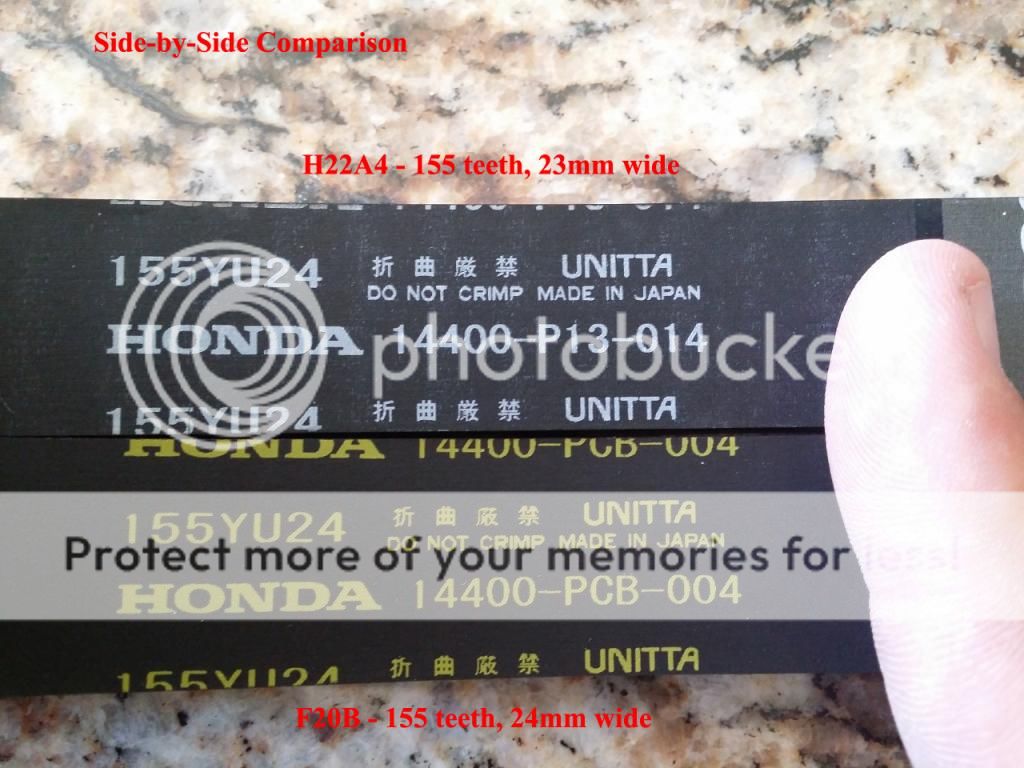 Side-by-Side Comparison
H22A4 - 155 teeth, 23mm wide
155YU24 折曲厳禁 UNITTA
DO NOT CRIMP MADE IN JAPAN
HONDA 14400-P13-014
photobucke
155YU24 折曲厳禁 UNITTA
HONDA 14400-PCB-004
155YU24 折曲厳禁 UNITTA
DO NOT CRIMP MADE IN JAPAN
Protect more of your memories for less!
HONDA 14400-PCB-004
155YU24 折曲厳禁 UNITTA
F20B - 155 teeth, 24mm wide